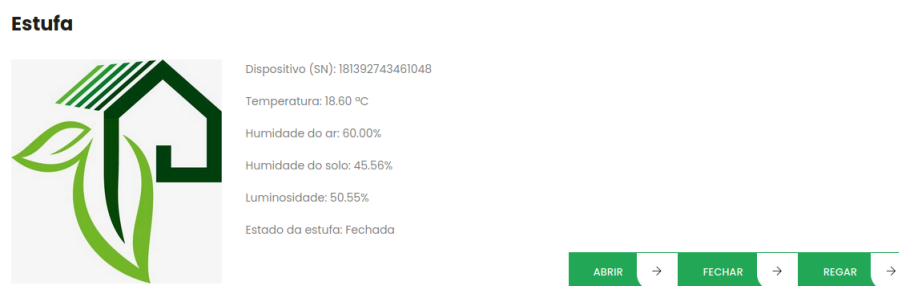 Estufa
Dispositivo (SN): 181392743461048
Temperatura: 18.60 ºC
Humidade do ar: 60.00%
Humidade do solo: 45.56%
Luminosidade: 50.55%
Estado da estufa: Fechada
ABRIR → FECHAR → REGAR →